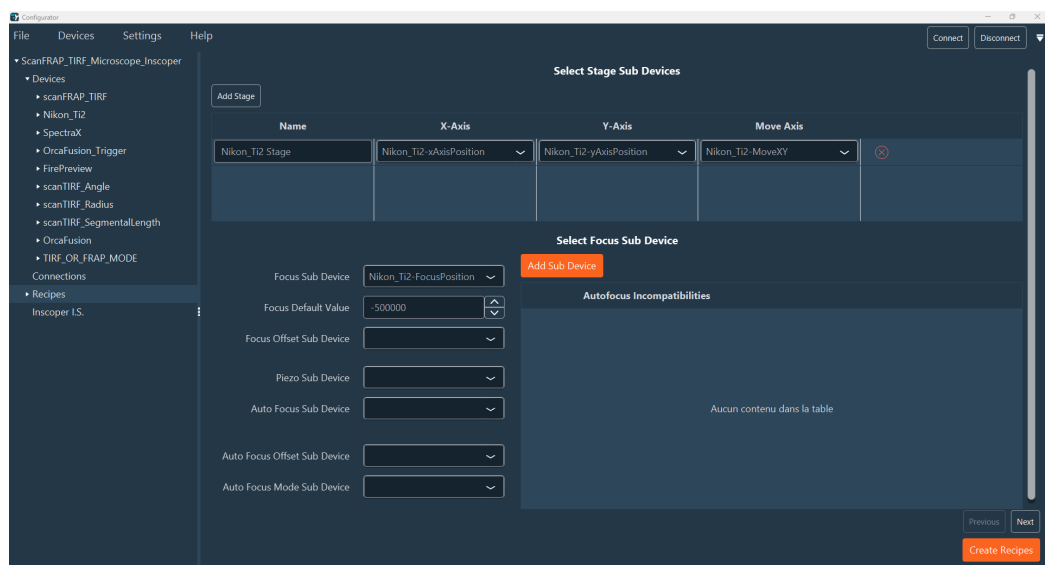 Configurator
File Devices Settings Help
Connect Disconnect
ScanFRAP_TIRF_Microscope_Inscoper
Devices
scanFRAP_TIRF
Nikon_Ti2
SpectraX
OrcaFusion_Trigger
FirePreview
scanTIRF_Angle
scanTIRF_Radius
scanTIRF_SegmentalLength
OrcaFusion
TIRF_OR_FRAP_MODE
Connections
Recipes
Inscoper I.S.
Select Stage Sub Devices
Add Stage
Name X-Axis Y-Axis Move Axis
Nikon_Ti2 Stage Nikon_Ti2-xAxisPosition Nikon_Ti2-yAxisPosition Nikon_Ti2-MoveXY
Select Focus Sub Device
Focus Sub Device Nikon_Ti2-FocusPosition
Focus Default Value -500000
Focus Offset Sub Device
Piezo Sub Device
Auto Focus Sub Device
Auto Focus Offset Sub Device
Auto Focus Mode Sub Device
Add Sub Device
Autofocus Incompatibilities
Aucun contenu dans la table
Previous Next
Create Recipes